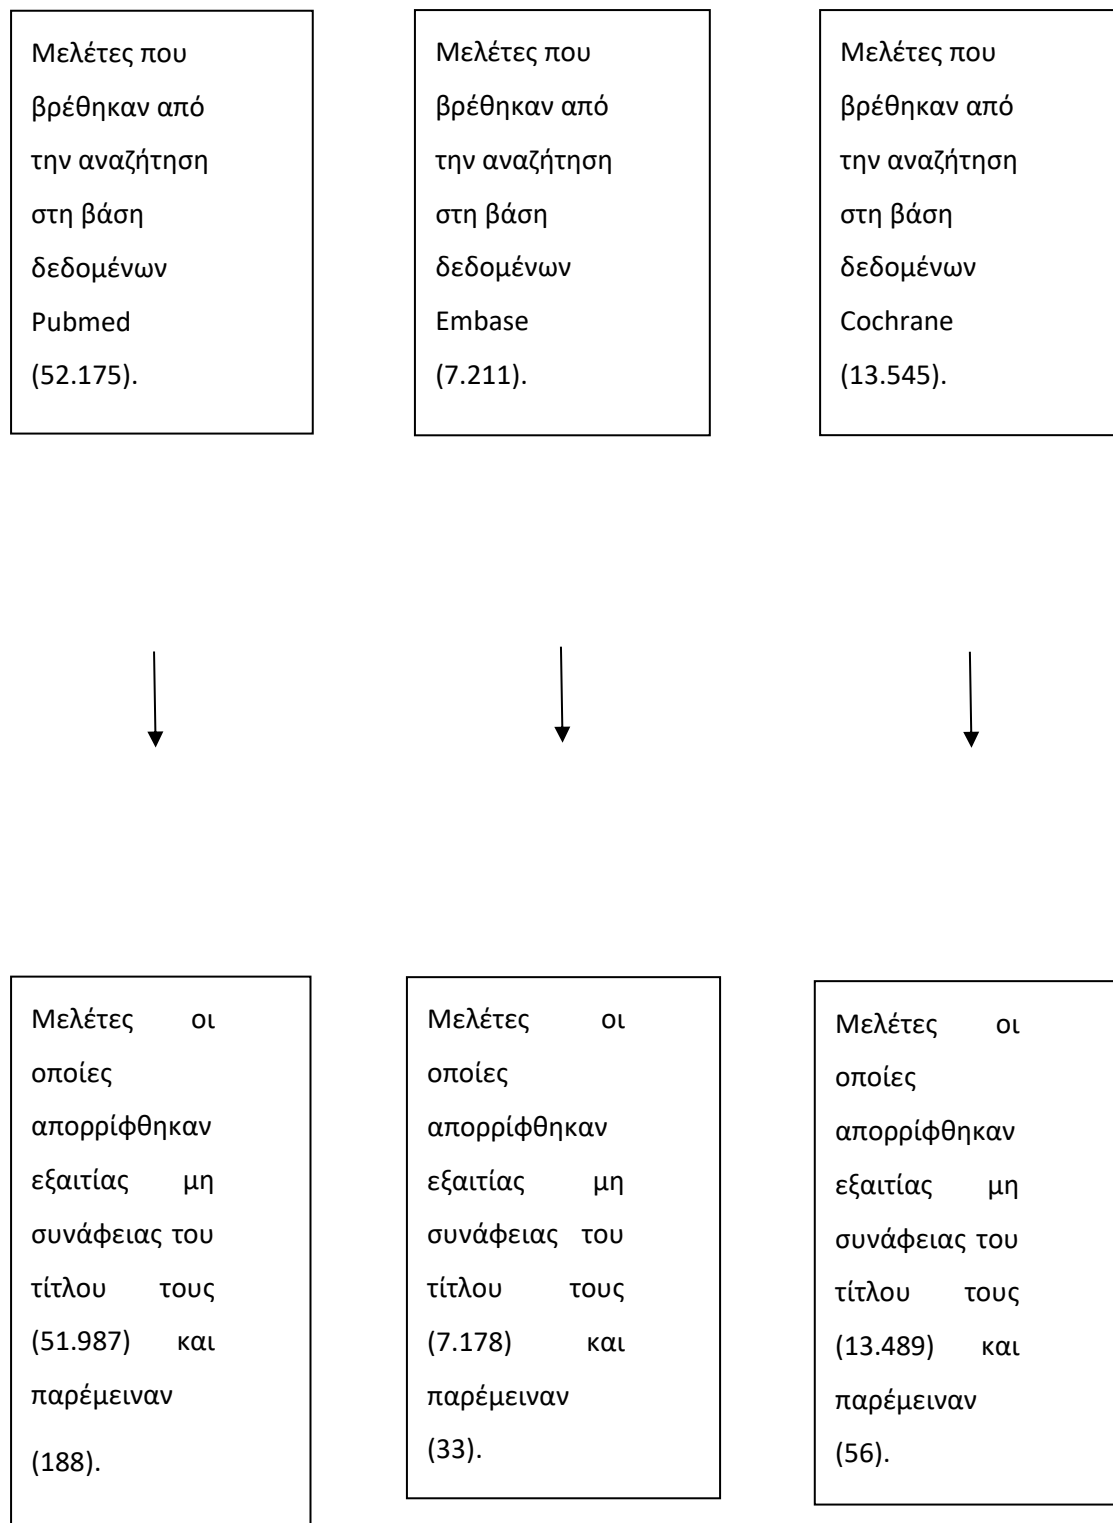 Μελέτες που
βρέθηκαν από
την αναζήτηση
στη βάση
δεδομένων
Pubmed
(52.175).
Μελέτες που
βρέθηκαν από
την αναζήτηση
στη βάση
δεδομένων
Embase
(7.211).
Μελέτες που
βρέθηκαν από
την αναζήτηση
στη βάση
δεδομένων
Cochrane
(13.545).
Μελέτες οι
οποίες
απορρίφθηκαν
εξαιτίας μη
συνάφειας του
τίτλου τους
(51.987) και
παρέμειναν
(188).
Μελέτες οι
οποίες
απορρίφθηκαν
εξαιτίας μη
συνάφειας του
τίτλου τους
(7.178) και
παρέμειναν
(33).
Μελέτες οι
οποίες
απορρίφθηκαν
εξαιτίας μη
συνάφειας του
τίτλου τους
(13.489) και
παρέμειναν
(56).